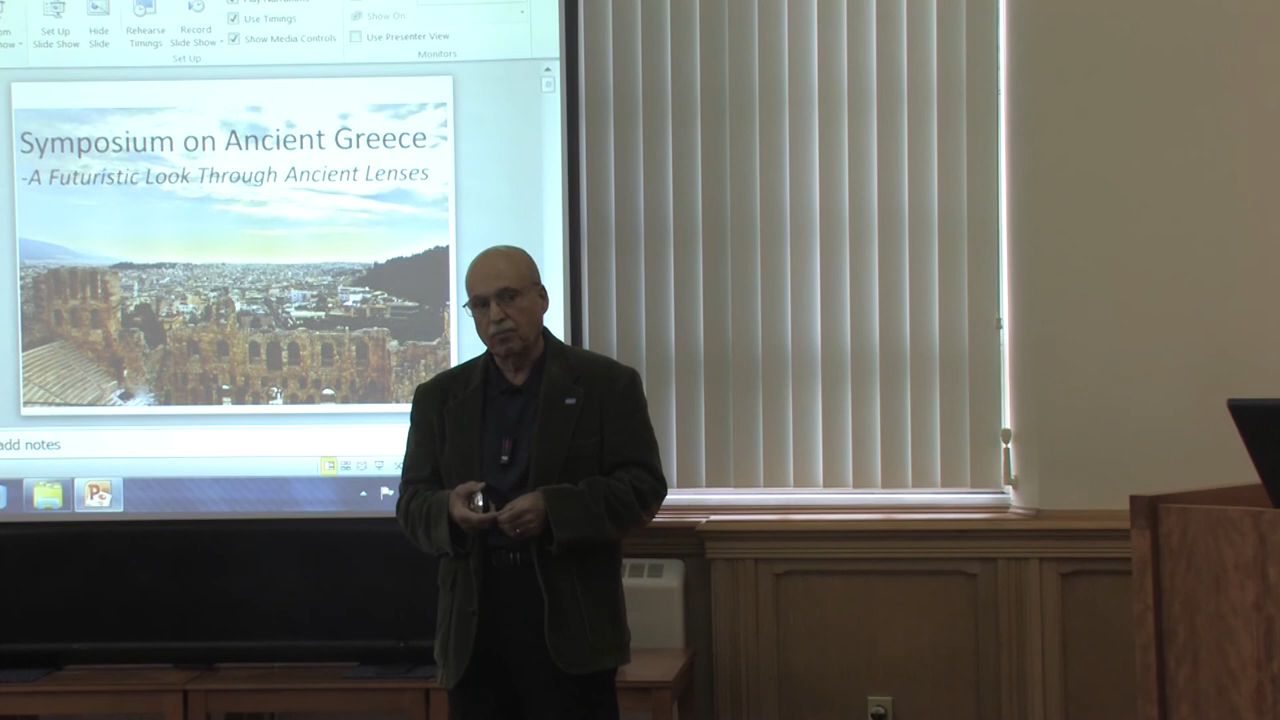 Use Timings
Show On:
Set Up Hide Rehearse Record
Slide Show Slide Timings Slide Show
Show Media Controls
Use Presenter View
Set Up
Monitors
Symposium on Ancient Greece
-A Futuristic Look Through Ancient Lenses
add notes